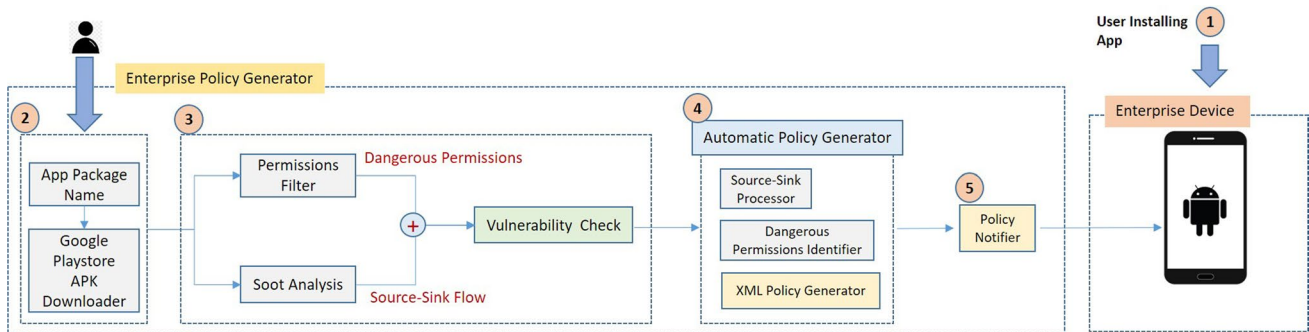 User Installing
App
1
Enterprise Policy Generator
Enterprise Device
2
3
4
Automatic Policy Generator
App Package
Name
Google
Playstore
APK
Downloader
Permissions
Filter
Dangerous Permissions
+
Vulnerability Check
Soot Analysis
Source-Sink Flow
Source-Sink
Processor
Dangerous
Permissions Identifier
XML Policy Generator
5
Policy
Notifier